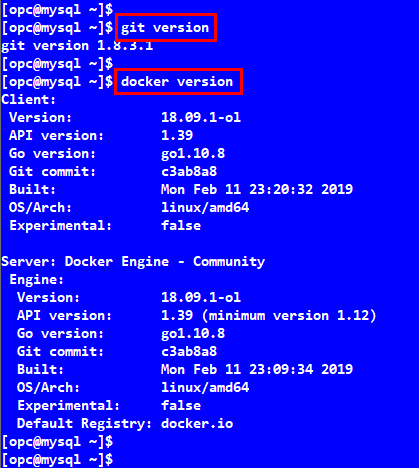 [opc@mysql ~]$
[opc@mysql ~]$ git version
git version 1.8.3.1
[opc@mysql ~]$
[opc@mysql ~]$ docker version
Client:
 Version:           18.09.1-ol
 API version:       1.39
 Go version:        go1.10.8
 Git commit:        c3ab8a8
 Built:             Mon Feb 11 23:20:32 2019
 OS/Arch:           linux/amd64
 Experimental:      false

Server: Docker Engine - Community
 Engine:
  Version:          18.09.1-ol
  API version:      1.39 (minimum version 1.12)
  Go version:       go1.10.8
  Git commit:       c3ab8a8
  Built:            Mon Feb 11 23:09:34 2019
  OS/Arch:          linux/amd64
  Experimental:     false
  Default Registry: docker.io
[opc@mysql ~]$
[opc@mysql ~]$